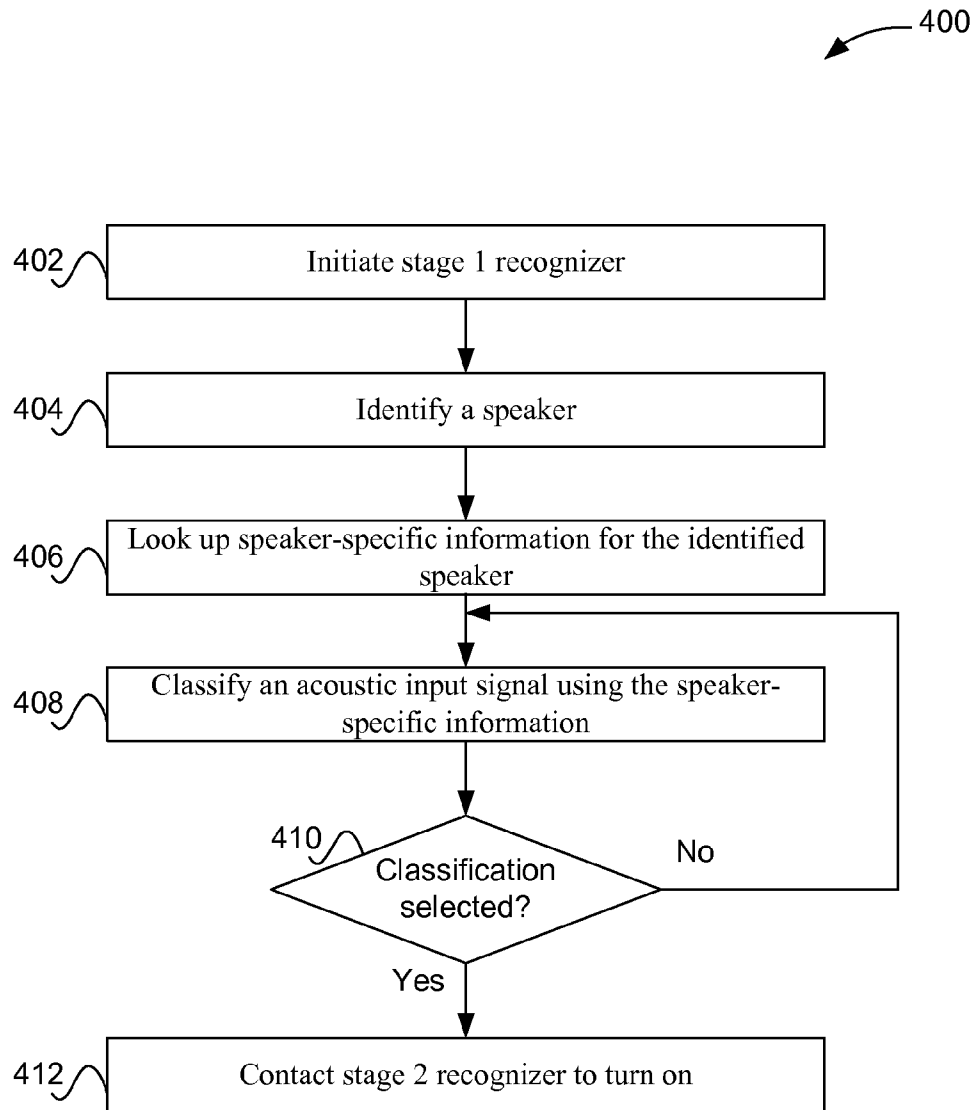 400
402
Initiate stage 1 recognizer
404
Identify a speaker
406
Look up speaker-specific information for the identified
speaker
408
Classify an acoustic input signal using the speaker-
specific information
410
Classification
selected?
No
Yes
412
Contact stage 2 recognizer to turn on